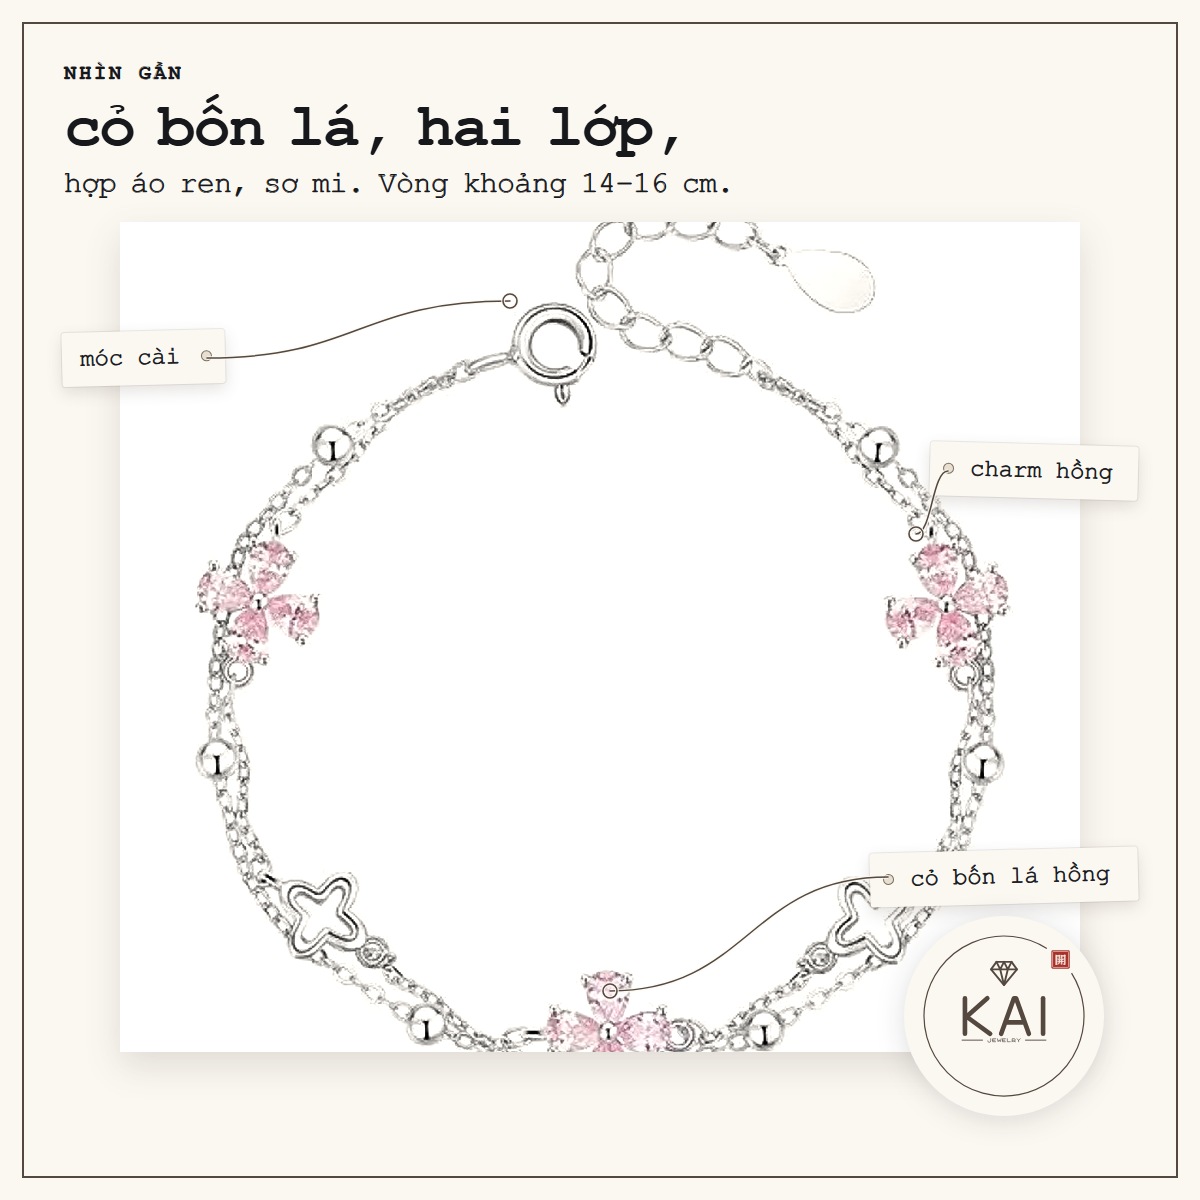 NHÌN GẦN
cỏ bốn lá, hai lớp,
hợp áo ren, sơ mi. Vòng khoảng 14–16 cm.
móc cài
charm hồng
cỏ bốn lá hồng
開
KAI
JEWELRY